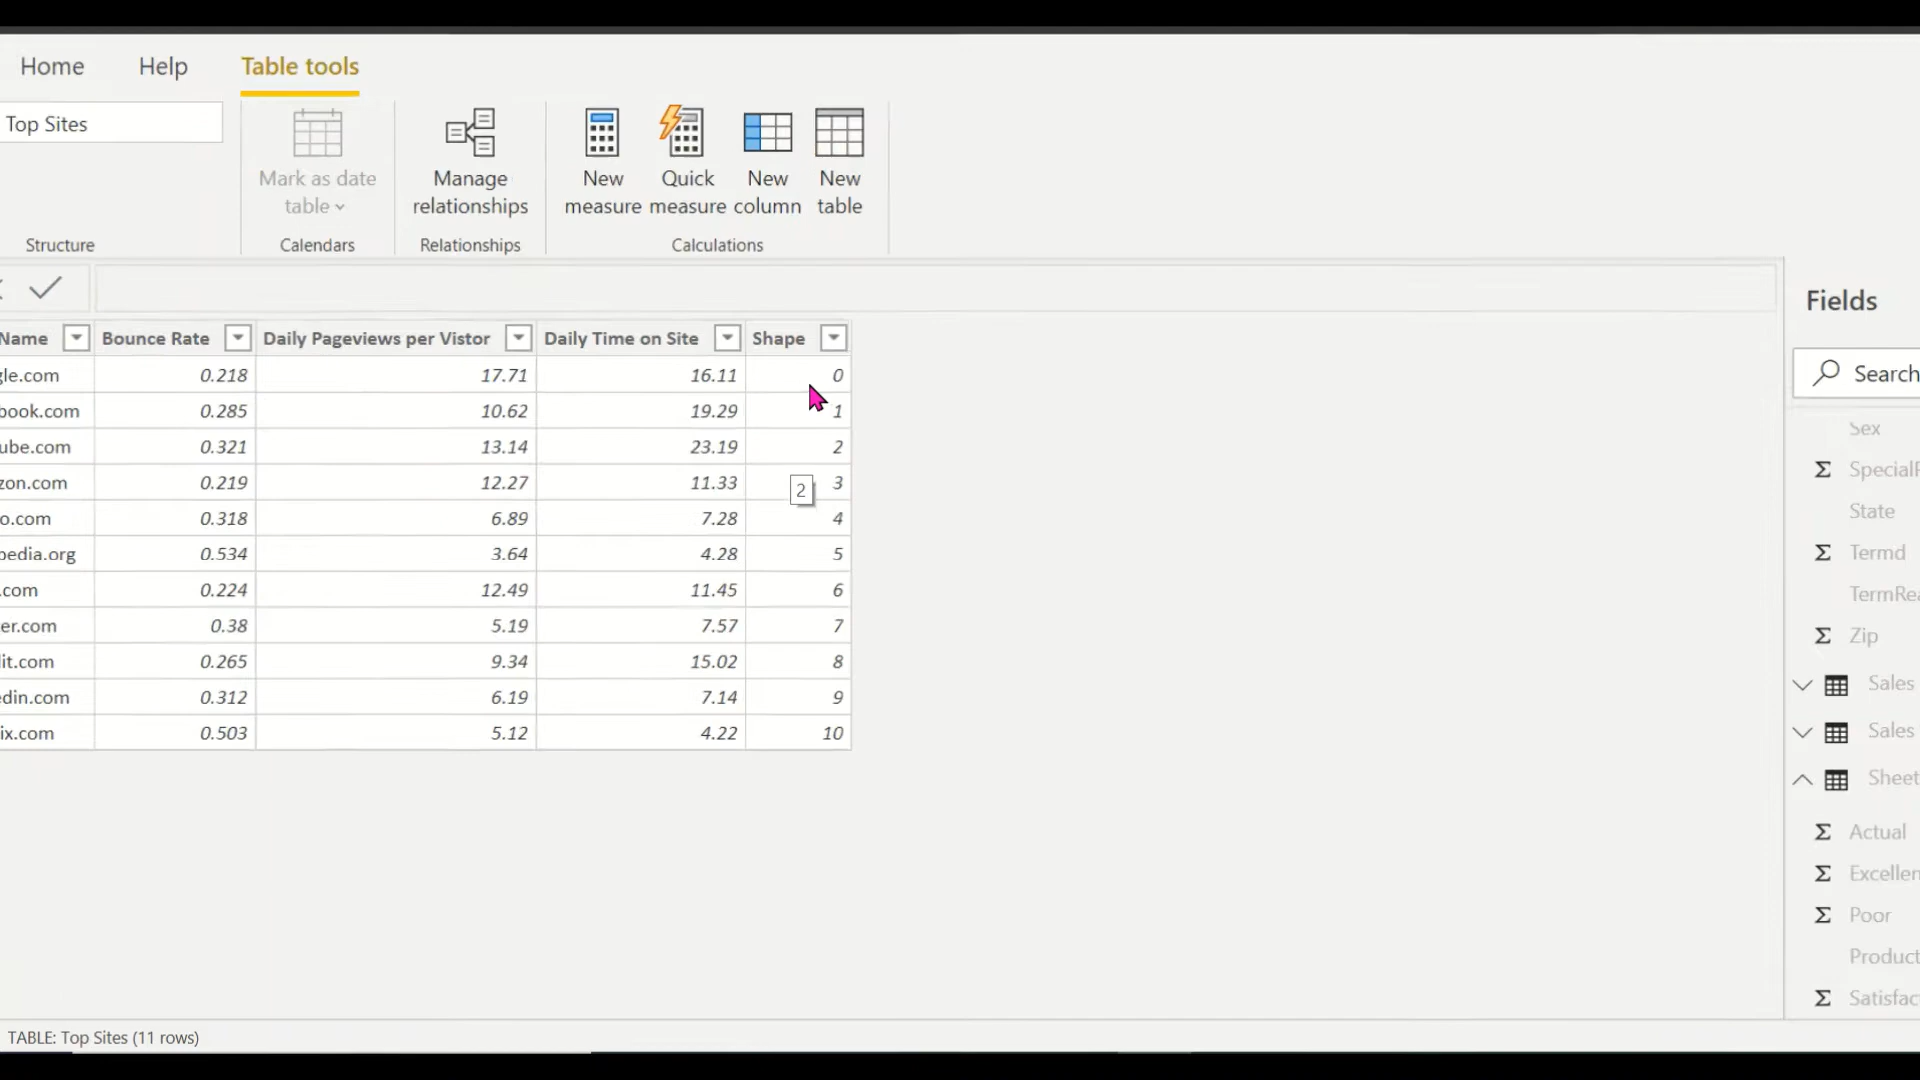 Home Help Table tools
Top Sites
Mark as date table
Manage relationships
New measure
Quick measure
New column
New table
Structure Calendars Relationships Calculations
Fields
Search
Name Bounce Rate Daily Pageviews per Vistor Daily Time on Site Shape
gle.com 0.218 17.71 16.11 0
book.com 0.285 10.62 19.29 1
ube.com 0.321 13.14 23.19 2
zon.com 0.219 12.27 11.33 3
2
o.com 0.318 6.89 7.28 4
pedia.org 0.534 3.64 4.28 5
.com 0.224 12.49 11.45 6
er.com 0.38 5.19 7.57 7
lit.com 0.265 9.34 15.02 8
edin.com 0.312 6.19 7.14 9
ix.com 0.503 5.12 4.22 10
Sex
Σ SpecialP
State
Σ Termd
TermRea
Σ Zip
Sales
Sales
Sheet
Σ Actual
Σ Excellen
Σ Poor
Product
Σ Satisfac
TABLE: Top Sites (11 rows)